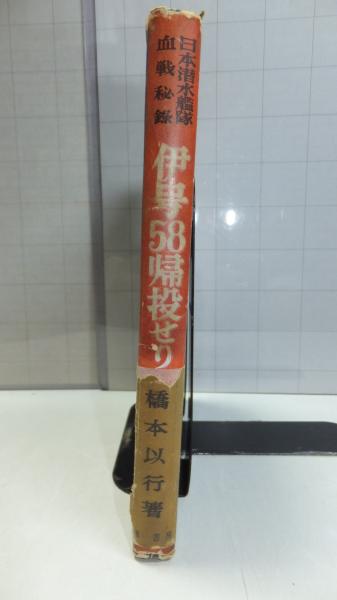 日本潜水艦隊
血戦秘録
伊号58帰投せり
橋本以行著